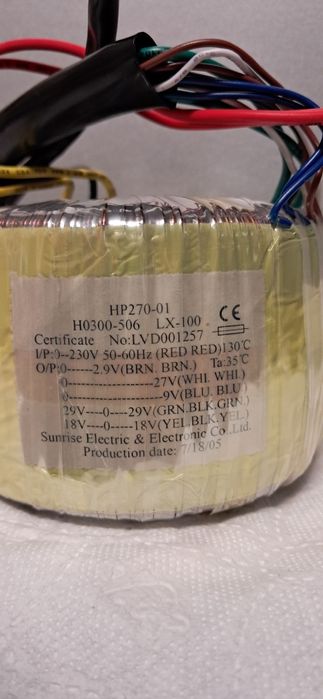 HP270-01
H0300-506 LX-100 CE
Certificate No:LVD001257
I/P:0--230V 50-60Hz (RED RED)130℃
O/P:0------2.9V(BRN. BRN.) Ta:35℃
0--------------------27V(WHI. WHI.)
0----------------------9V(BLU. BLU.)
29V----0----29V(GRN.BLK.GRN.)
18V----0-----18V(YEL.BLK.YEL.)
Sunrise Electric & Electronic Co.,Ltd.
Production date: 7/18/05